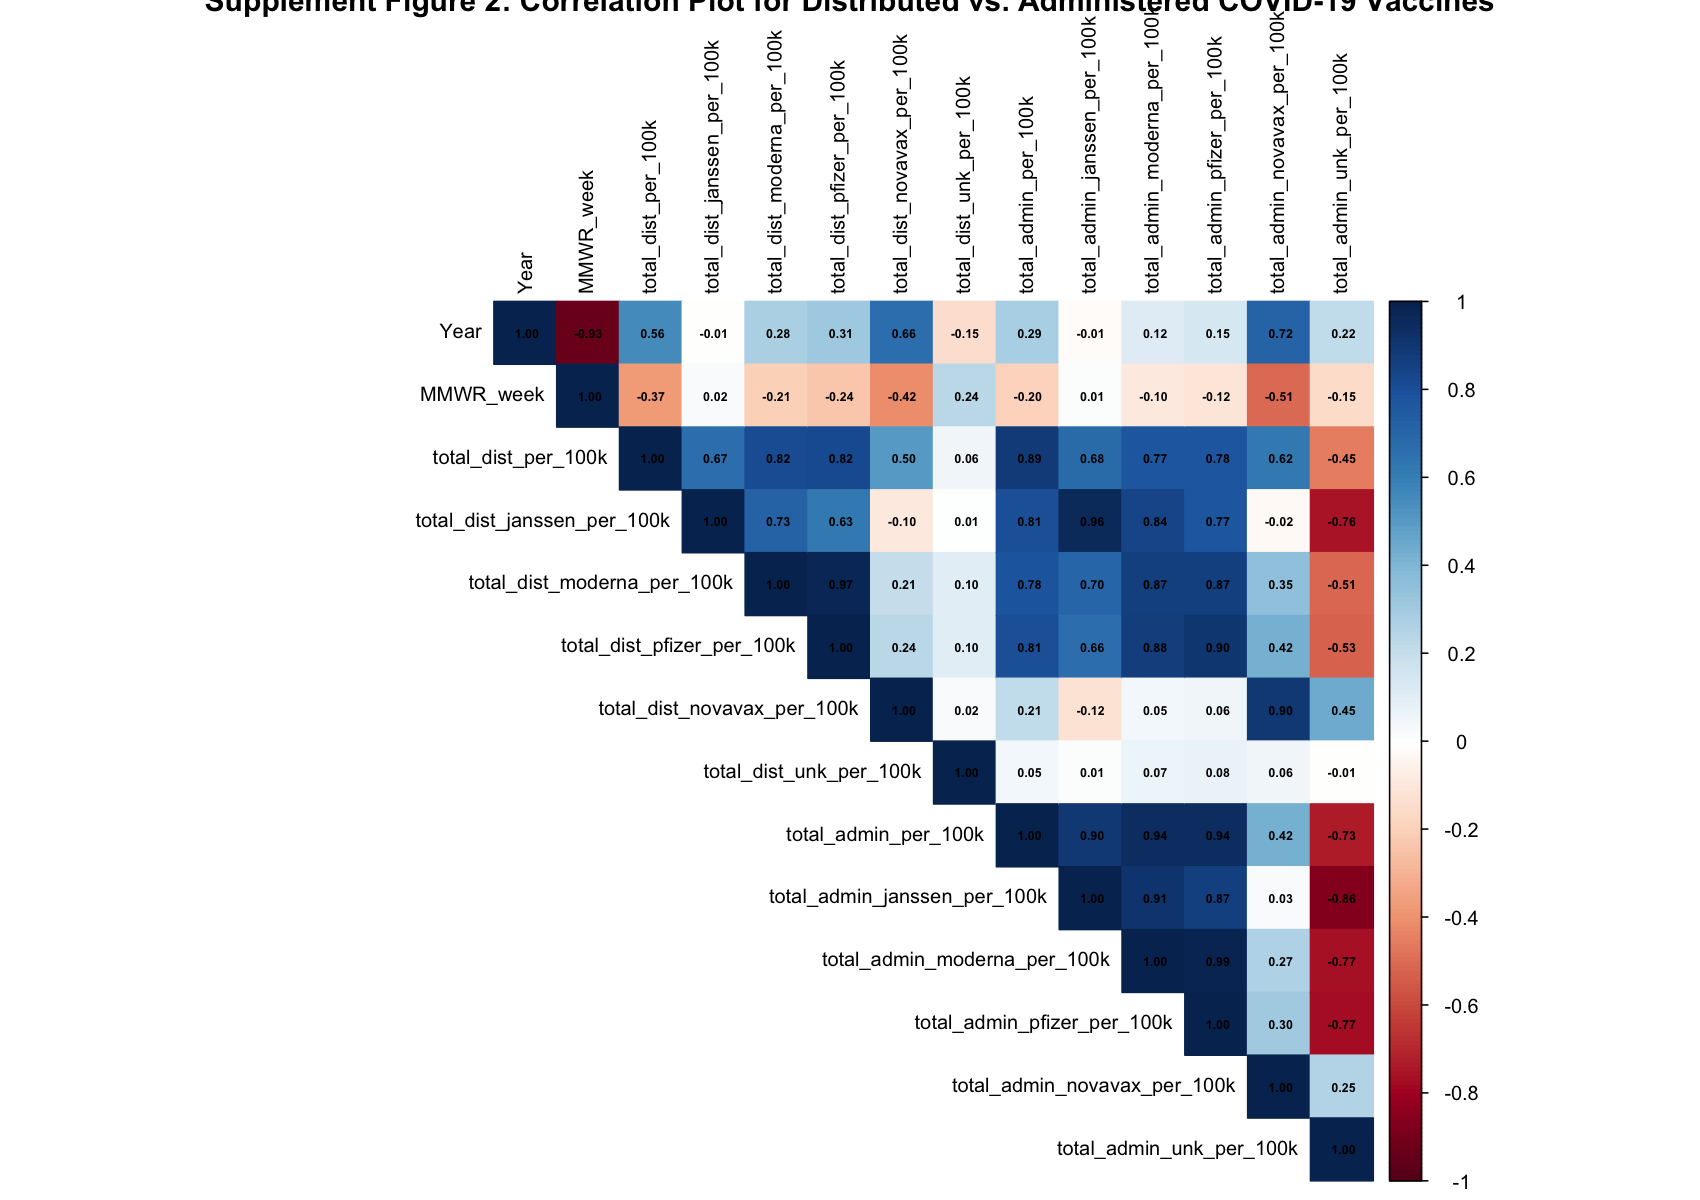 Supplement Figure 2: Correlation Plot for Distributed vs. Administered COVID-19 Vaccines
Year
MMWR_week
total_dist_per_100k
total_dist_janssen_per_100k
total_dist_moderna_per_100k
total_dist_pfizer_per_100k
total_dist_novavax_per_100k
total_dist_unk_per_100k
total_admin_per_100k
total_admin_janssen_per_100k
total_admin_moderna_per_100k
total_admin_pfizer_per_100k
total_admin_novavax_per_100k
total_admin_unk_per_100k
Year 1.00 -0.93 0.56 -0.01 0.28 0.31 0.66 -0.15 0.29 -0.01 0.12 0.15 0.72 0.22
MMWR_week 1.00 -0.37 0.02 -0.21 -0.24 -0.42 0.24 -0.20 0.01 -0.10 -0.12 -0.51 -0.15
total_dist_per_100k 1.00 0.67 0.82 0.82 0.50 0.06 0.89 0.68 0.77 0.78 0.62 -0.45
total_dist_janssen_per_100k 1.00 0.73 0.63 -0.10 0.01 0.81 0.96 0.84 0.77 -0.02 -0.76
total_dist_moderna_per_100k 1.00 0.97 0.21 0.10 0.78 0.70 0.87 0.87 0.35 -0.51
total_dist_pfizer_per_100k 1.00 0.24 0.10 0.81 0.66 0.88 0.90 0.42 -0.53
total_dist_novavax_per_100k 1.00 0.02 0.21 -0.12 0.05 0.06 0.90 0.45
total_dist_unk_per_100k 1.00 0.05 0.01 0.07 0.08 0.06 -0.01
total_admin_per_100k 1.00 0.90 0.94 0.94 0.42 -0.73
total_admin_janssen_per_100k 1.00 0.91 0.87 0.03 -0.86
total_admin_moderna_per_100k 1.00 0.99 0.27 -0.77
total_admin_pfizer_per_100k 1.00 0.30 -0.77
total_admin_novavax_per_100k 1.00 0.25
total_admin_unk_per_100k 1.00
1
0.8
0.6
0.4
0.2
0
-0.2
-0.4
-0.6
-0.8
-1